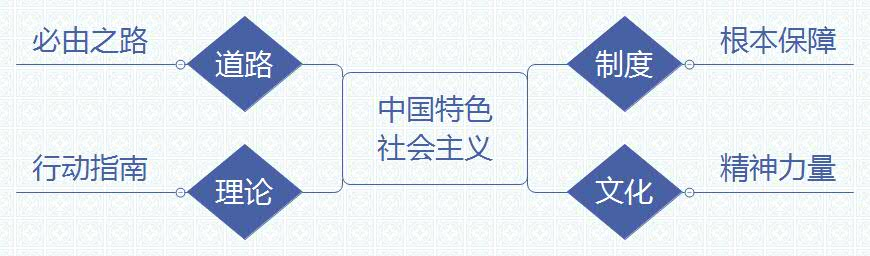 必由之路
道路
制度
根本保障
中国特色
社会主义
行动指南
理论
文化
精神力量